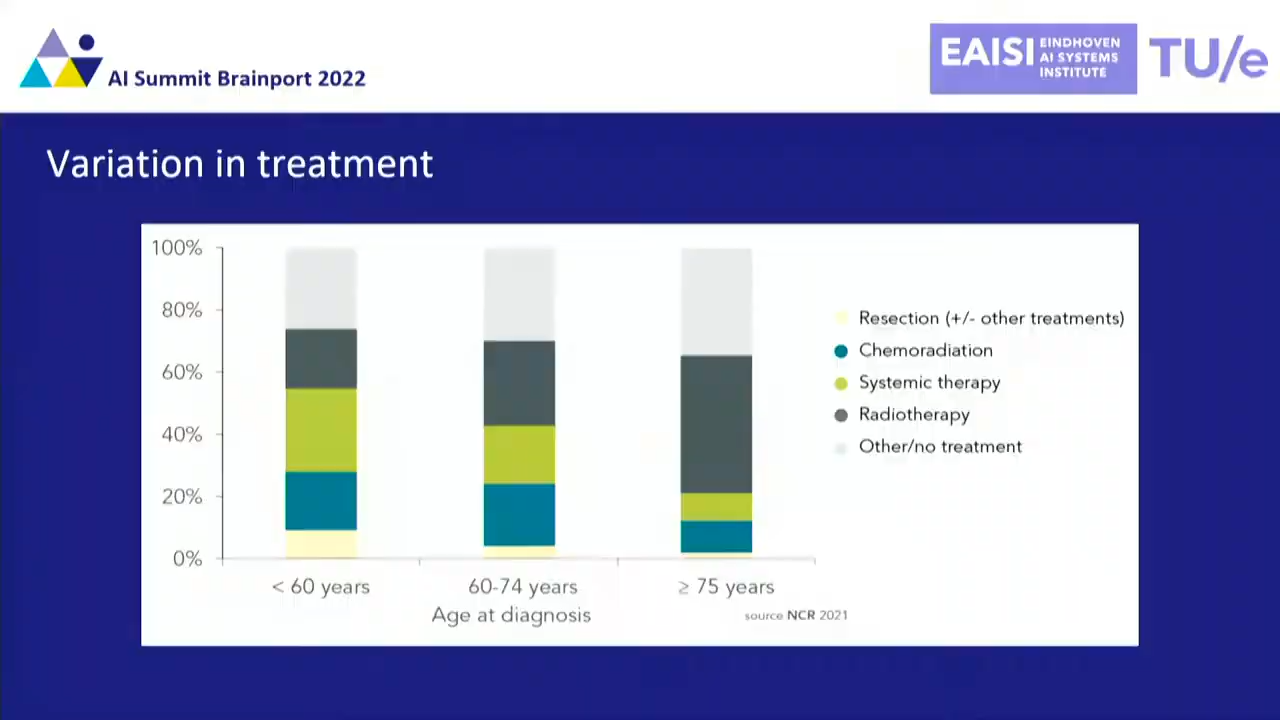 AI Summit Brainport 2022
EAISI EINDHOVEN
AI SYSTEMS
INSTITUTE
TU/e
Variation in treatment
100%
80%
60%
40%
20%
0%
< 60 years
60-74 years
≥ 75 years
Age at diagnosis
source NCR 2021
Resection (+/- other treatments)
Chemoradiation
Systemic therapy
Radiotherapy
Other/no treatment